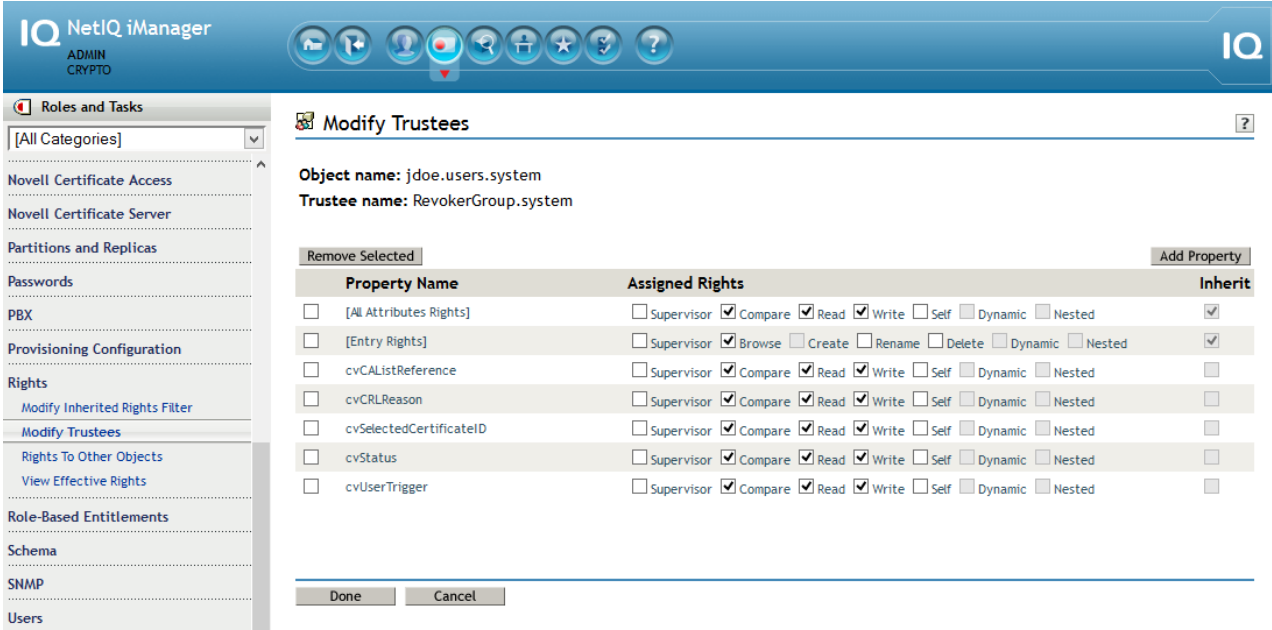 NetIQ iManager
ADMIN
CRYPTO
IQ
Roles and Tasks
[All Categories]
Novell Certificate Access
Novell Certificate Server
Partitions and Replicas
Passwords
PBX
Provisioning Configuration
Rights
Modify Inherited Rights Filter
Modify Trustees
Rights To Other Objects
View Effective Rights
Role-Based Entitlements
Schema
SNMP
Users
Modify Trustees
?
Object name: jdoe.users.system
Trustee name: RevokerGroup.system
Remove Selected Add Property
Property Name Assigned Rights Inherit
[All Attributes Rights] Supervisor Compare Read Write Self Dynamic Nested
[Entry Rights] Supervisor Browse Create Rename Delete Dynamic Nested
cvCAListReference Supervisor Compare Read Write Self Dynamic Nested
cvCRLReason Supervisor Compare Read Write Self Dynamic Nested
cvSelectedCertificateID Supervisor Compare Read Write Self Dynamic Nested
cvStatus Supervisor Compare Read Write Self Dynamic Nested
cvUserTrigger Supervisor Compare Read Write Self Dynamic Nested
Done Cancel